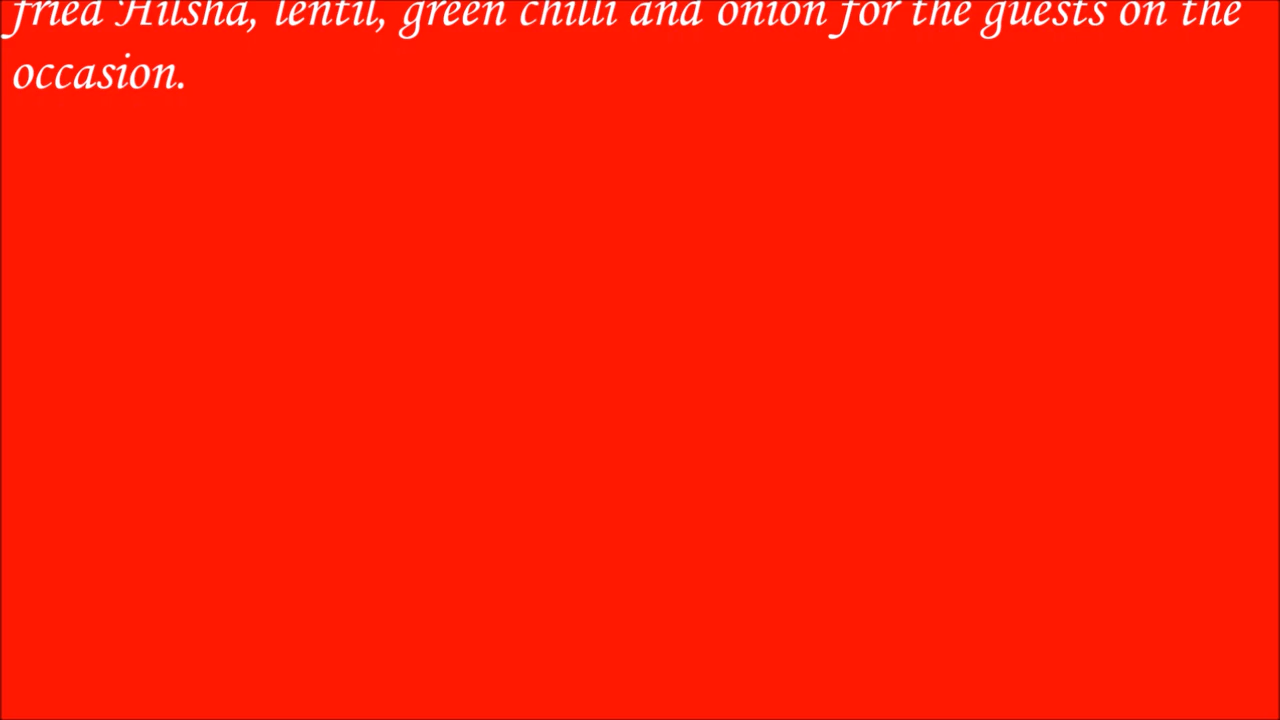 fried Hilsha, lentil, green chilli and onion for the guests on the
occasion.